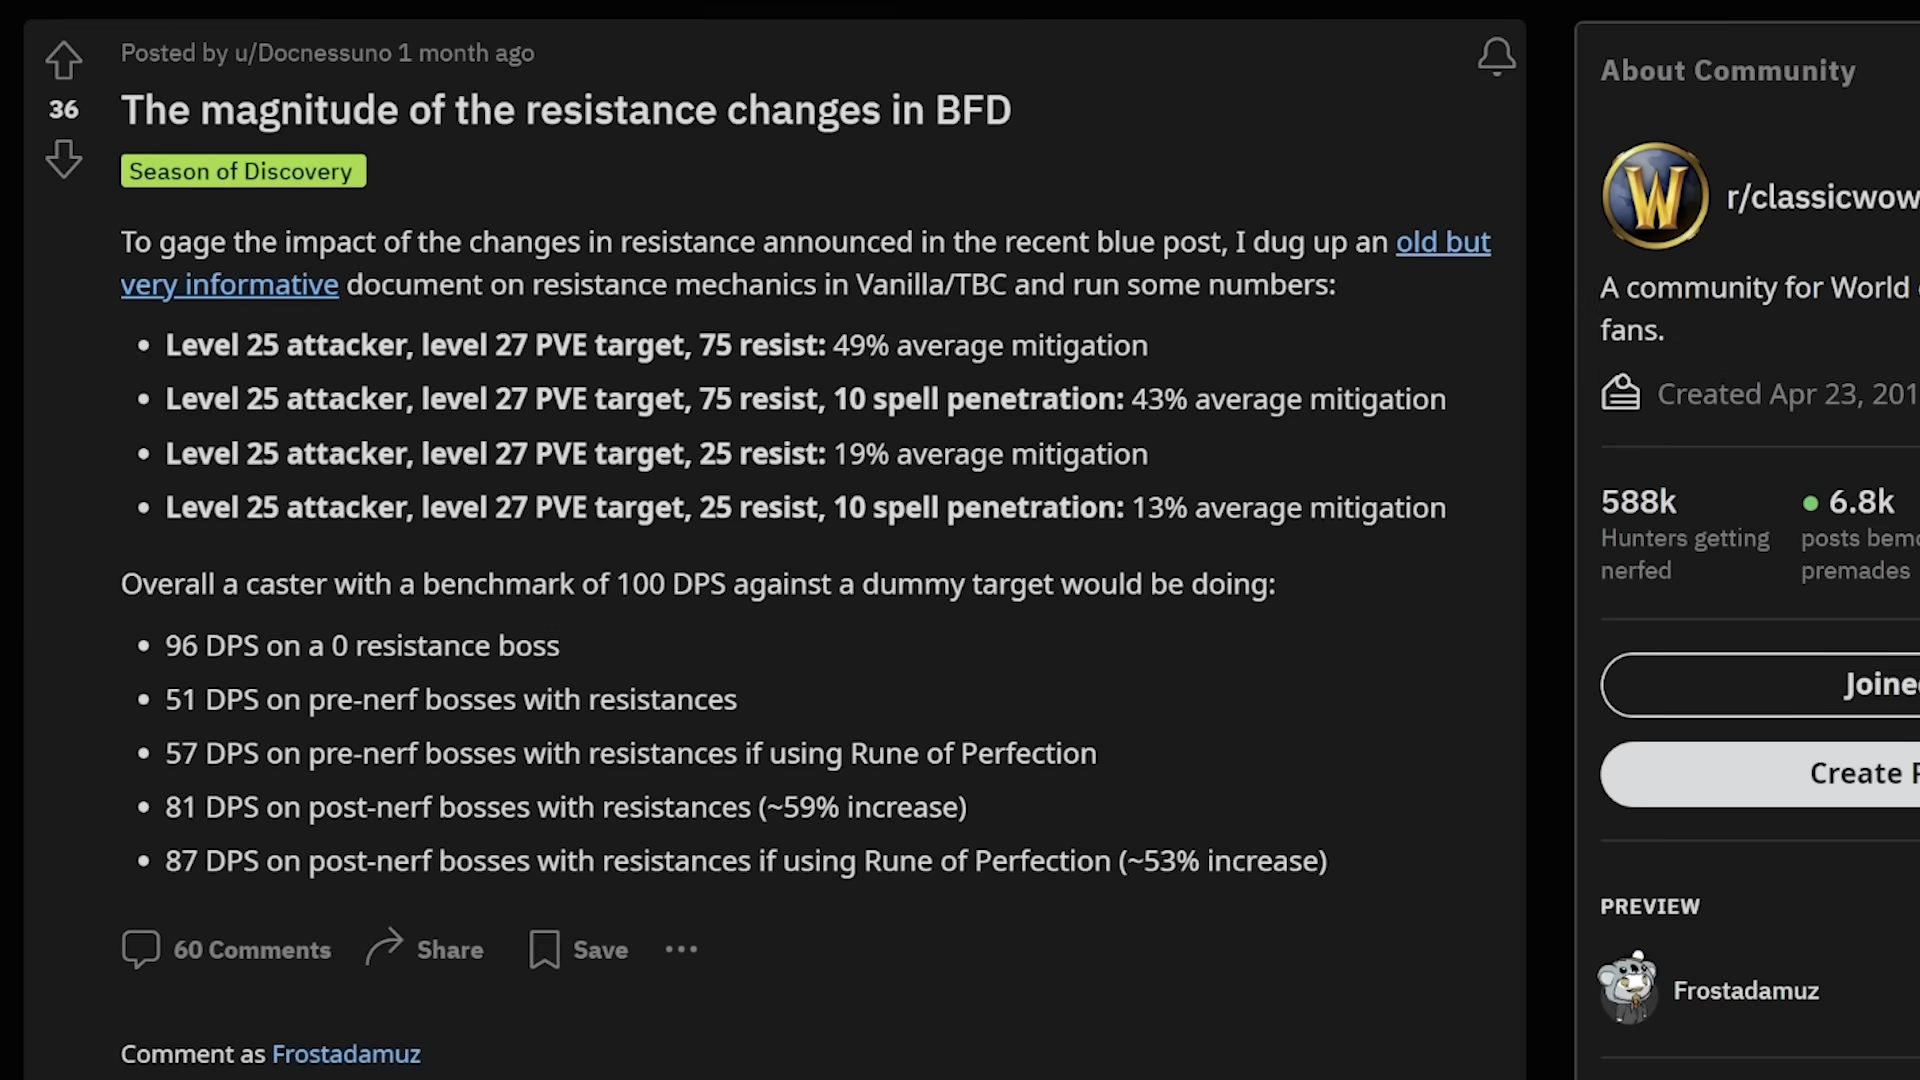 Posted by u/Docnessuno 1 month ago
36
The magnitude of the resistance changes in BFD
Season of Discovery
To gage the impact of the changes in resistance announced in the recent blue post, I dug up an old but
very informative document on resistance mechanics in Vanilla/TBC and run some numbers:
• Level 25 attacker, level 27 PVE target, 75 resist: 49% average mitigation
• Level 25 attacker, level 27 PVE target, 75 resist, 10 spell penetration: 43% average mitigation
• Level 25 attacker, level 27 PVE target, 25 resist: 19% average mitigation
• Level 25 attacker, level 27 PVE target, 25 resist, 10 spell penetration: 13% average mitigation
Overall a caster with a benchmark of 100 DPS against a dummy target would be doing:
• 96 DPS on a 0 resistance boss
• 51 DPS on pre-nerf bosses with resistances
• 57 DPS on pre-nerf bosses with resistances if using Rune of Perfection
• 81 DPS on post-nerf bosses with resistances (~59% increase)
• 87 DPS on post-nerf bosses with resistances if using Rune of Perfection (~53% increase)
60 Comments Share Save ...
Comment as Frostadamuz
About Community
W
r/classicwow
A community for World
fans.
Created Apr 23, 201
588k 6.8k
Hunters getting posts bemo
nerfed premades
Joine
Create
PREVIEW
Frostadamuz